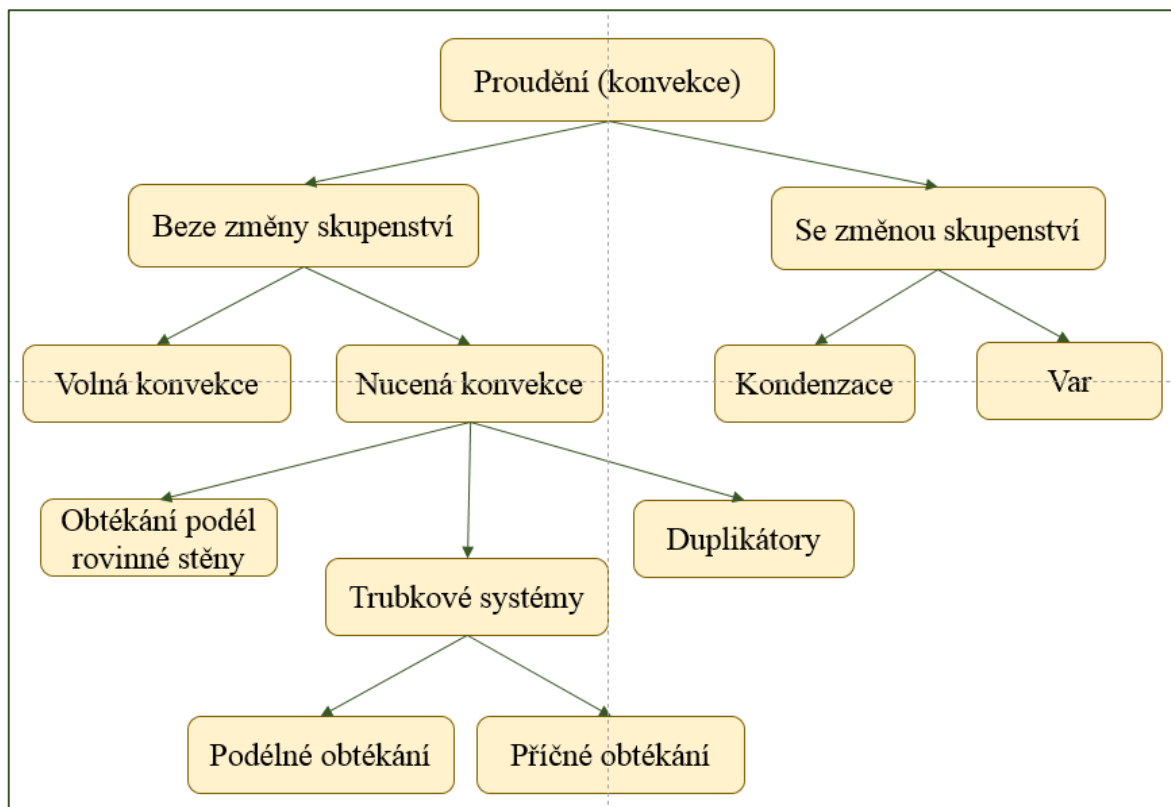 Proudění (konvekce)
Beze změny skupenství
Se změnou skupenství
Volná konvekce
Nucená konvekce
Kondenzace
Var
Obtékání podél
rovinné stěny
Duplikátory
Trubkové systémy
Podélné obtékání
Příčné obtékání